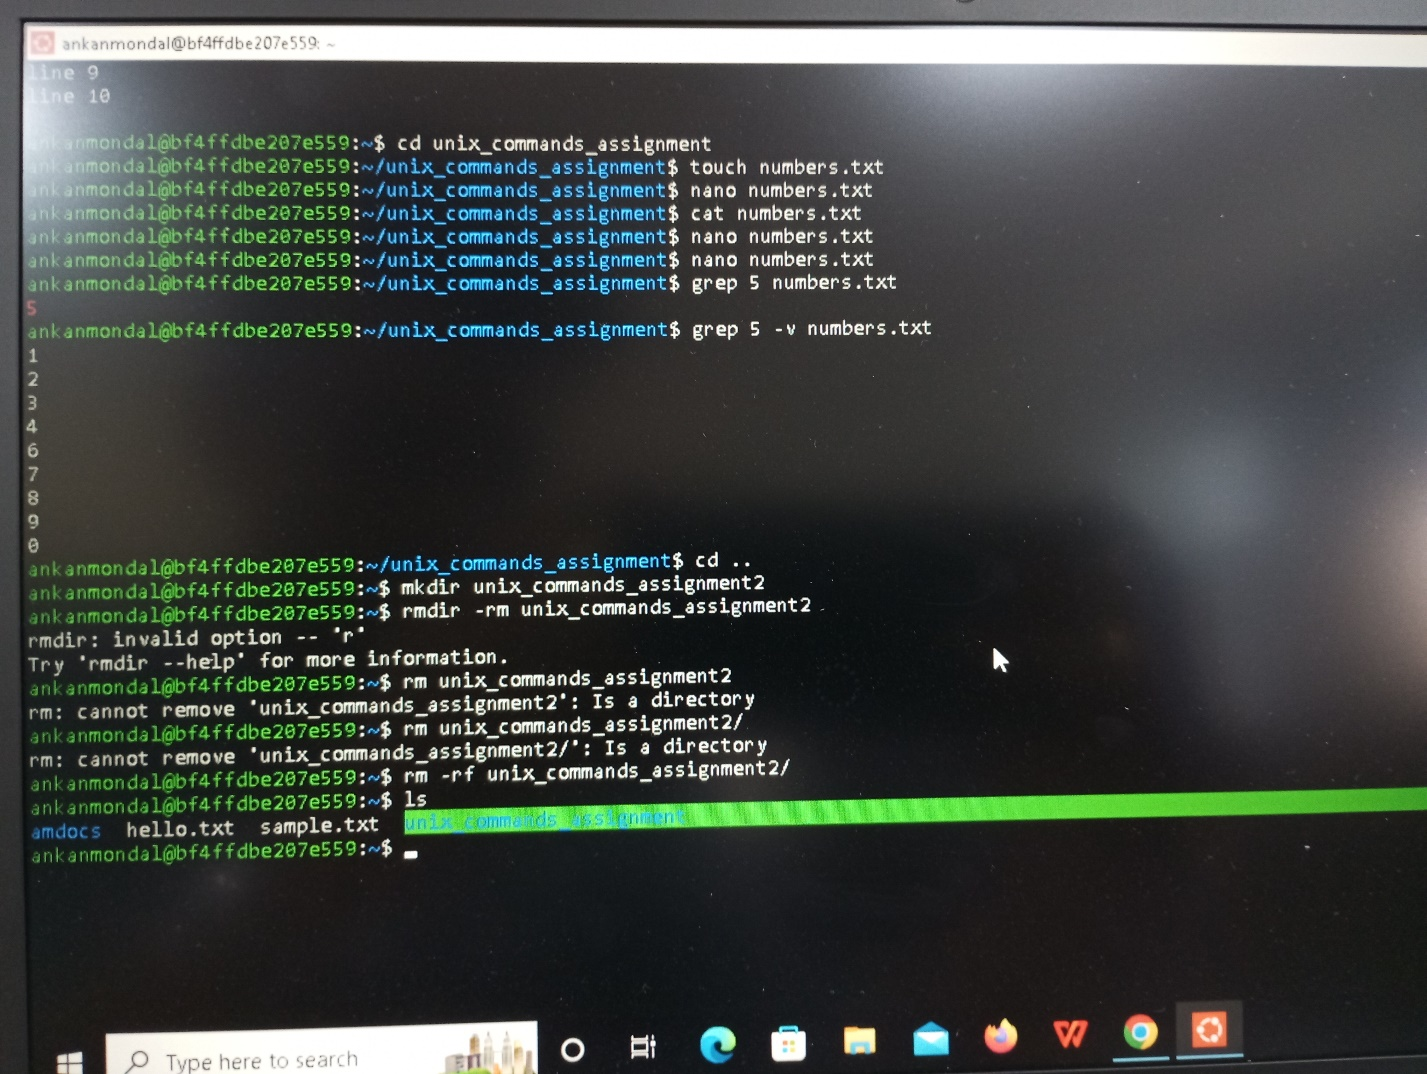 ankanmondal@bf4ffdbe207e559: ~
line 9
line 10
ankanmondal@bf4ffdbe207e559:~$ cd unix_commands_assignment
ankanmondal@bf4ffdbe207e559:~/unix_commands_assignment$ touch numbers.txt
ankanmondal@bf4ffdbe207e559:~/unix_commands_assignment$ nano numbers.txt
ankanmondal@bf4ffdbe207e559:~/unix_commands_assignment$ cat numbers.txt
ankanmondal@bf4ffdbe207e559:~/unix_commands_assignment$ nano numbers.txt
ankanmondal@bf4ffdbe207e559:~/unix_commands_assignment$ nano numbers.txt
ankanmondal@bf4ffdbe207e559:~/unix_commands_assignment$ grep 5 numbers.txt
5
ankanmondal@bf4ffdbe207e559:~/unix_commands_assignment$ grep 5 -v numbers.txt
1
2
3
4
6
7
8
9
0
ankanmondal@bf4ffdbe207e559:~/unix_commands_assignment$ cd ..
ankanmondal@bf4ffdbe207e559:~$ mkdir unix_commands_assignment2
ankanmondal@bf4ffdbe207e559:~$ rmdir -rm unix_commands_assignment2
rmdir: invalid option -- 'r'
Try 'rmdir --help' for more information.
ankanmondal@bf4ffdbe207e559:~$ rm unix_commands_assignment2
rm: cannot remove 'unix_commands_assignment2': Is a directory
ankanmondal@bf4ffdbe207e559:~$ rm unix_commands_assignment2/
rm: cannot remove 'unix_commands_assignment2/': Is a directory
ankanmondal@bf4ffdbe207e559:~$ rm -rf unix_commands_assignment2/
ankanmondal@bf4ffdbe207e559:~$ ls
amdocs hello.txt sample.txt unix_commands_assignment
ankanmondal@bf4ffdbe207e559:~$
Type here to search